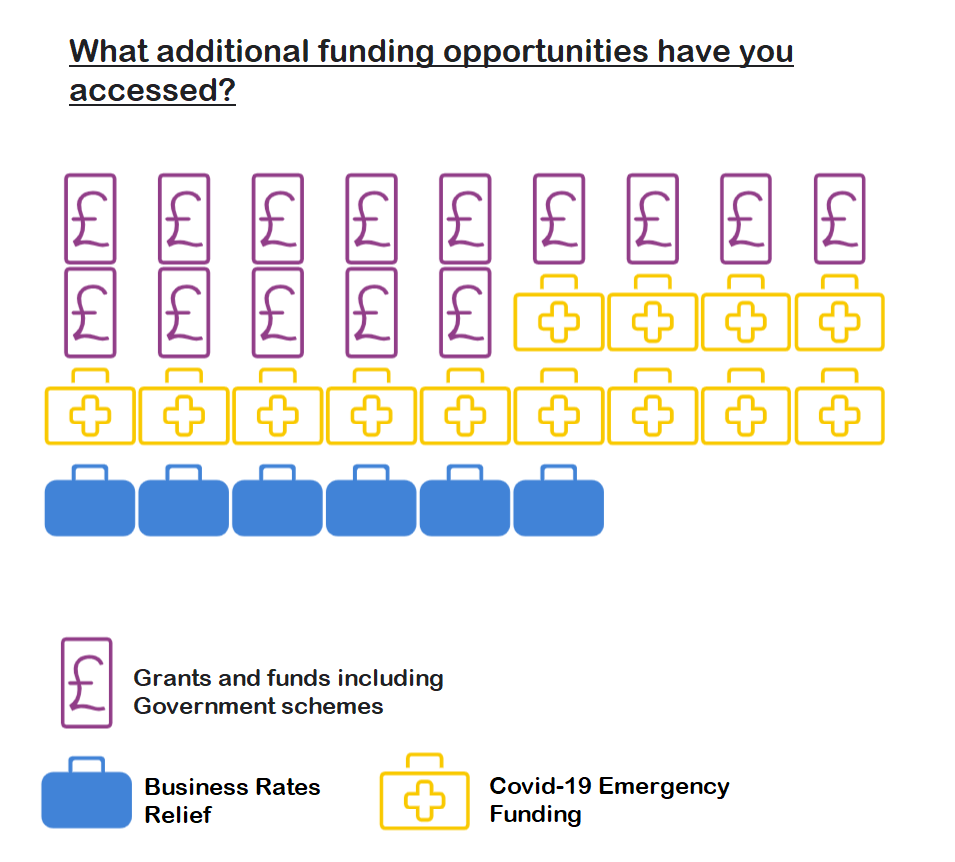 What additional funding opportunities have you
accessed?
£ £ £ £ £ £ £ £ £
£ £ £ £ £
£
Grants and funds including
Government schemes
Business Rates
Relief
Covid-19 Emergency
Funding